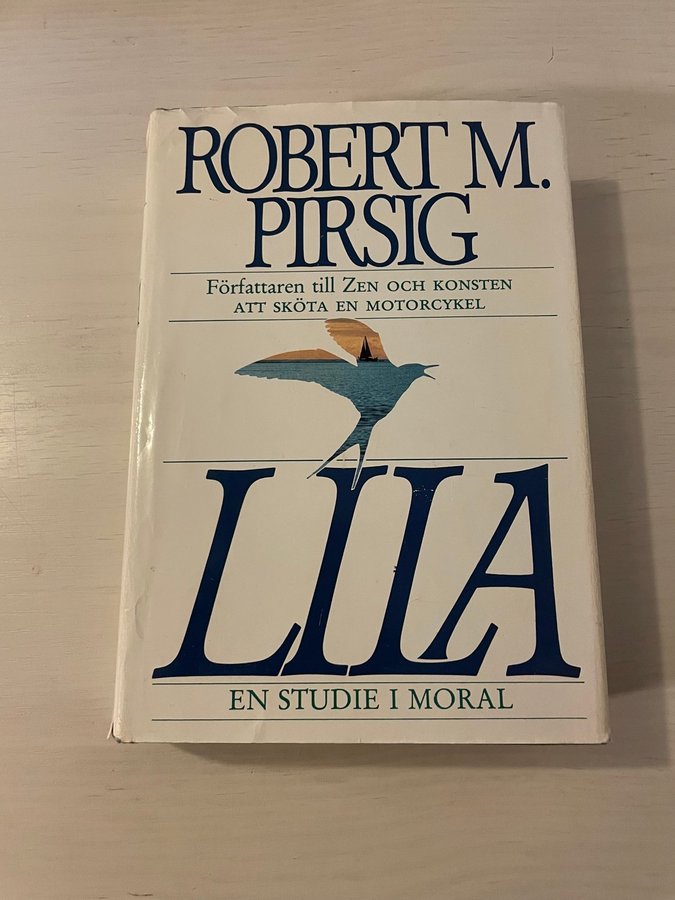 ROBERT M.
PIRSIG
Författaren till ZEN OCH KONSTEN
ATT SKÖTA EN MOTORCYKEL
LILA
EN STUDIE I MORAL